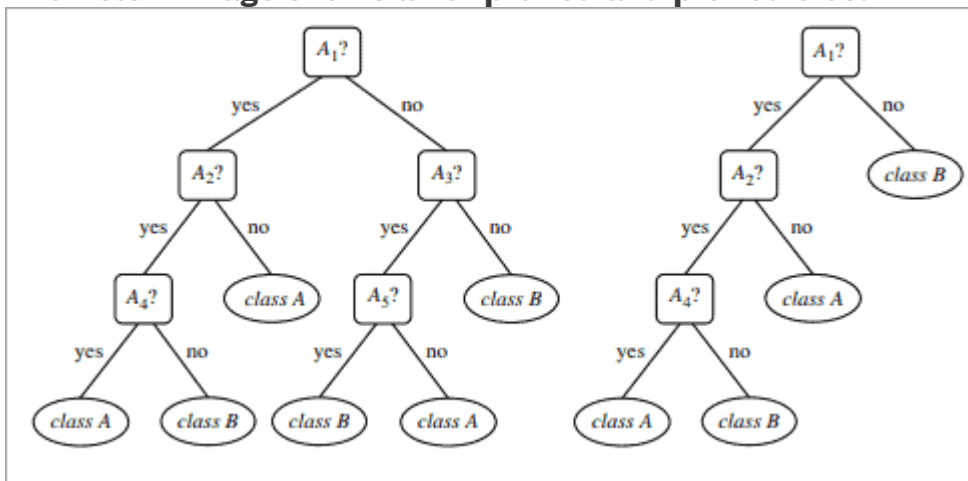 A₁? A₁?
yes no yes no
A₂? A₃? A₂? class B
yes no yes no yes no
A₄? class A A₅? class B A₄? class A
yes no yes no yes no
class A class B class B class A class A class B